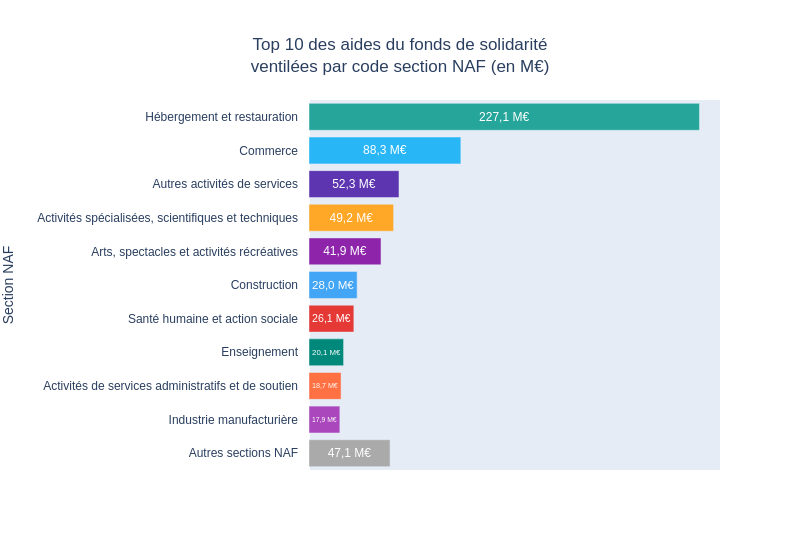 Top 10 des aides du fonds de solidarité
ventilées par code section NAF (en M€)
Section NAF
Hébergement et restauration 227,1 M€
Commerce 88,3 M€
Autres activités de services 52,3 M€
Activités spécialisées, scientifiques et techniques 49,2 M€
Arts, spectacles et activités récréatives 41,9 M€
Construction 28,0 M€
Santé humaine et action sociale 26,1 M€
Enseignement 20,1 M€
Activités de services administratifs et de soutien 18,7 M€
Industrie manufacturière 17,9 M€
Autres sections NAF 47,1 M€